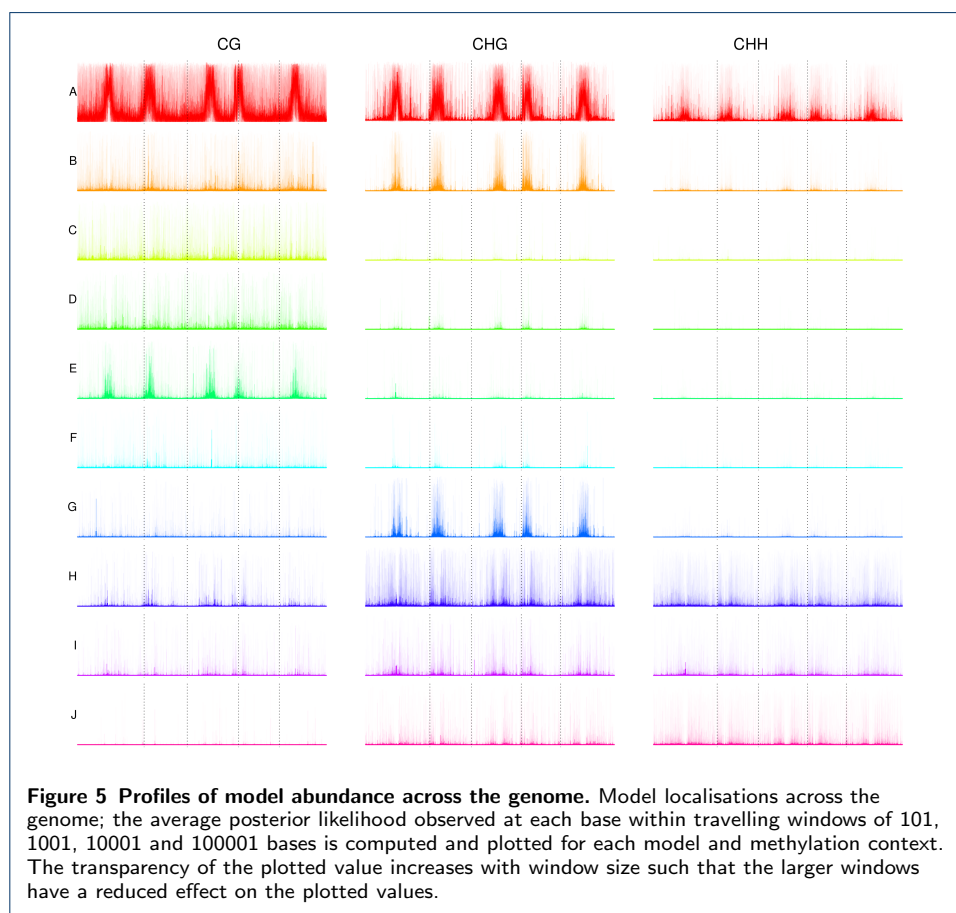 CG CHG CHH
A
B
C
D
E
F
G
H
I
J
Figure 5 Profiles of model abundance across the genome. Model localisations across the
genome; the average posterior likelihood observed at each base within travelling windows of 101,
1001, 10001 and 100001 bases is computed and plotted for each model and methylation context.
The transparency of the plotted value increases with window size such that the larger windows
have a reduced effect on the plotted values.